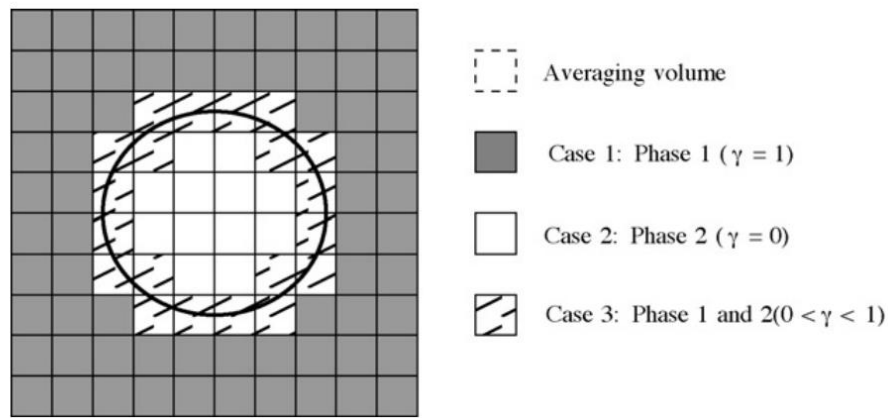 Averaging volume
Case 1: Phase 1 ( γ = 1)
Case 2: Phase 2 ( γ = 0)
Case 3: Phase 1 and 2(0 < γ < 1)